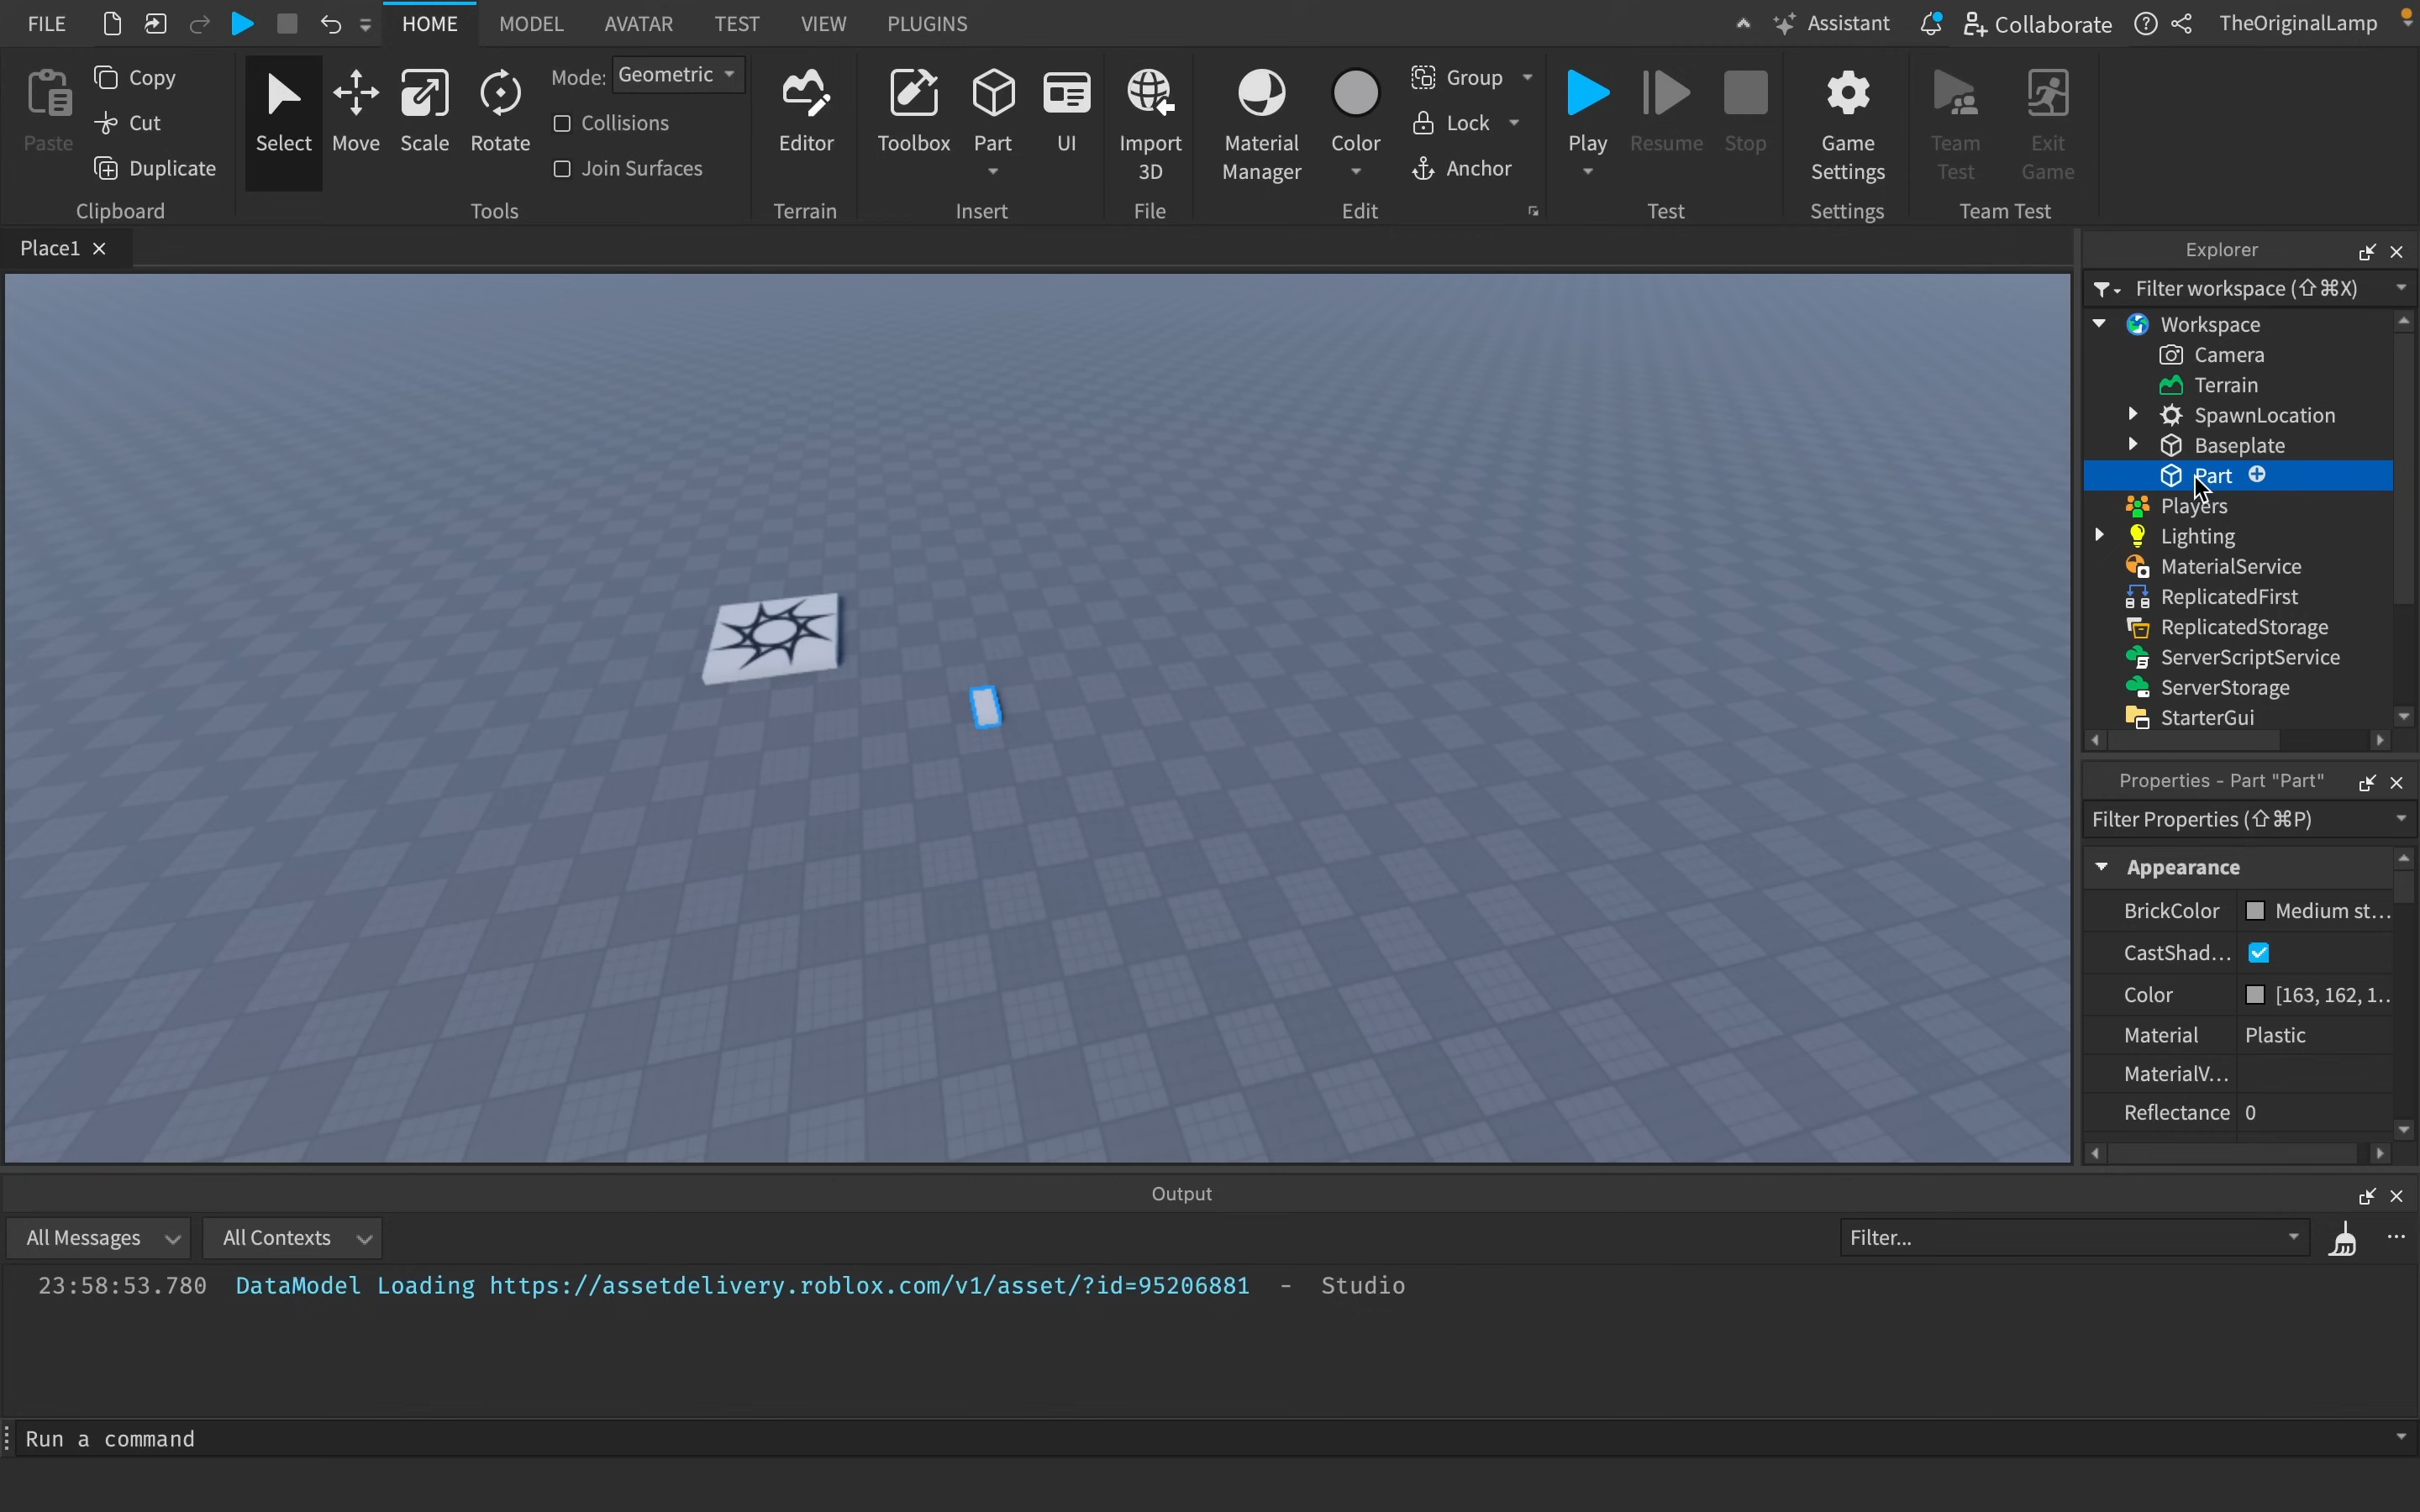 FILE HOME MODEL AVATAR TEST VIEW PLUGINS Assistant Collaborate TheOriginalLamp
Paste
Copy
Cut
Duplicate
Clipboard
Select Move Scale Rotate
Mode: Geometric
Collisions
Join Surfaces
Tools
Editor
Terrain
Toolbox Part UI
Insert
Import
3D
File
Material
Manager
Color
Group
Lock
Anchor
Edit
Play Resume Stop
Test
Game
Settings
Settings
Team
Test
Exit
Game
Team Test
Place1
Explorer
Filter workspace (⇧⌘X)
Workspace
Camera
Terrain
SpawnLocation
Baseplate
Part
Players
Lighting
MaterialService
ReplicatedFirst
ReplicatedStorage
ServerScriptService
ServerStorage
StarterGui
Properties - Part "Part"
Filter Properties (⇧⌘P)
Appearance
BrickColor Medium st...
CastShad...
Color [163, 162, 1...
Material Plastic
MaterialV...
Reflectance 0
Output
All Messages All Contexts Filter...
23:58:53.780 DataModel Loading https://assetdelivery.roblox.com/v1/asset/?id=95206881 - Studio
Run a command